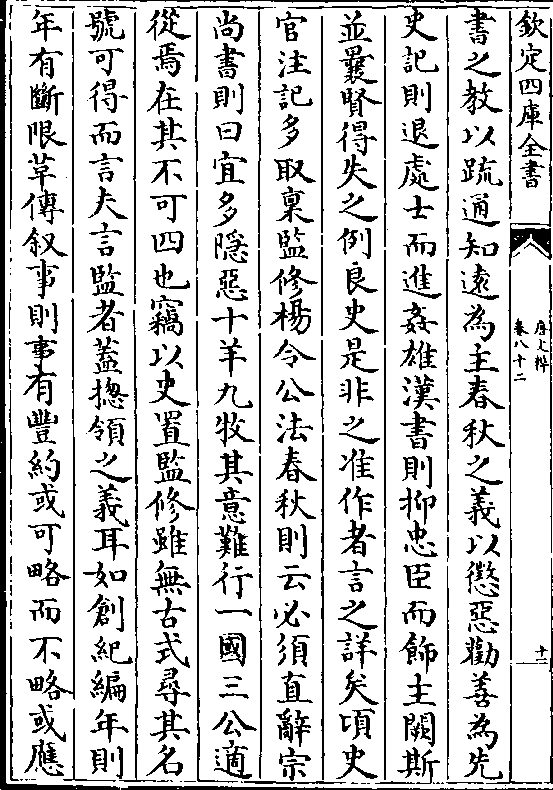 欽定四庫全書
唐文粹
卷八十二
十二
書之教以疏通知遠為主春秋之義以懲惡勸善為先
史記則退處士而進姦雄漢書則抑忠臣而飾主闕斯
並曩賢得失之例良史是非之准作者言之詳矣頃史
官注記多取稟監修楊令公法春秋則云必須直辭宗
尚書則曰宜多隱惡十羊九牧其意難行一國三公適
從焉在其不可四也竊以史置監修雖無古式尋其名
號可得而言夫言監者蓋揔領之義耳如創紀編年則
年有斷限草傳叙事則事有豐約或可略而不略或應